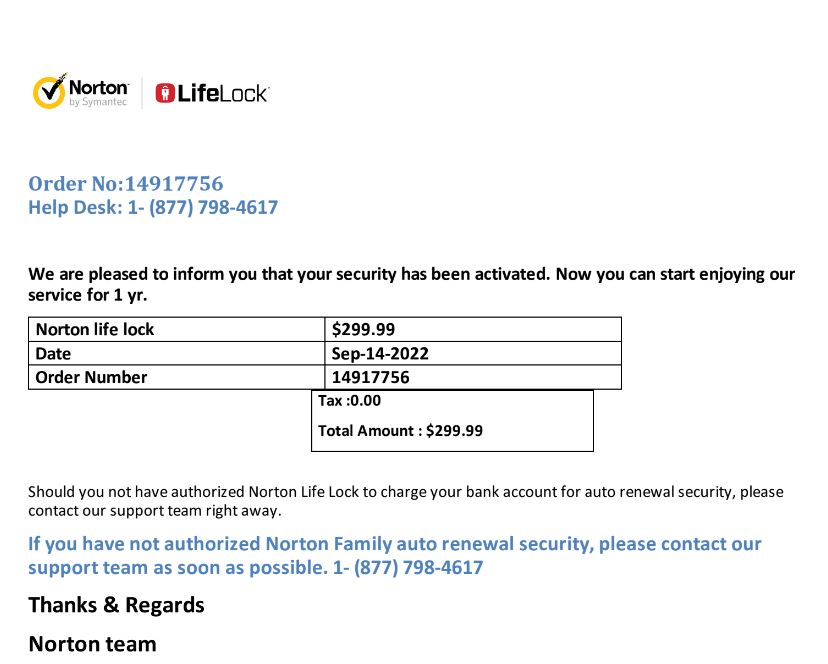 Norton
by Symantec
LifeLock
Order No:14917756
Help Desk: 1- (877) 798-4617
We are pleased to inform you that your security has been activated. Now you can start enjoying our
service for 1 yr.
Norton life lock $299.99
Date Sep-14-2022
Order Number 14917756
Tax :0.00
Total Amount : $299.99
Should you not have authorized Norton Life Lock to charge your bank account for auto renewal security, please
contact our support team right away.
If you have not authorized Norton Family auto renewal security, please contact our
support team as soon as possible. 1- (877) 798-4617
Thanks & Regards
Norton team